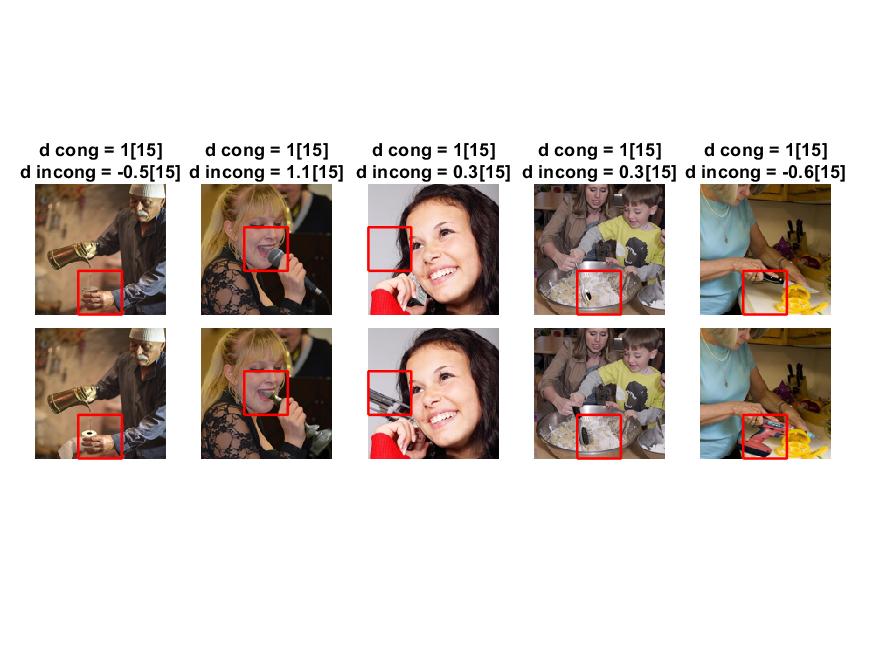 d cong = 1[15]
d incong = -0.5[15]
d cong = 1[15]
d incong = 1.1[15]
d cong = 1[15]
d incong = 0.3[15]
d cong = 1[15]
d incong = 0.3[15]
d cong = 1[15]
d incong = -0.6[15]